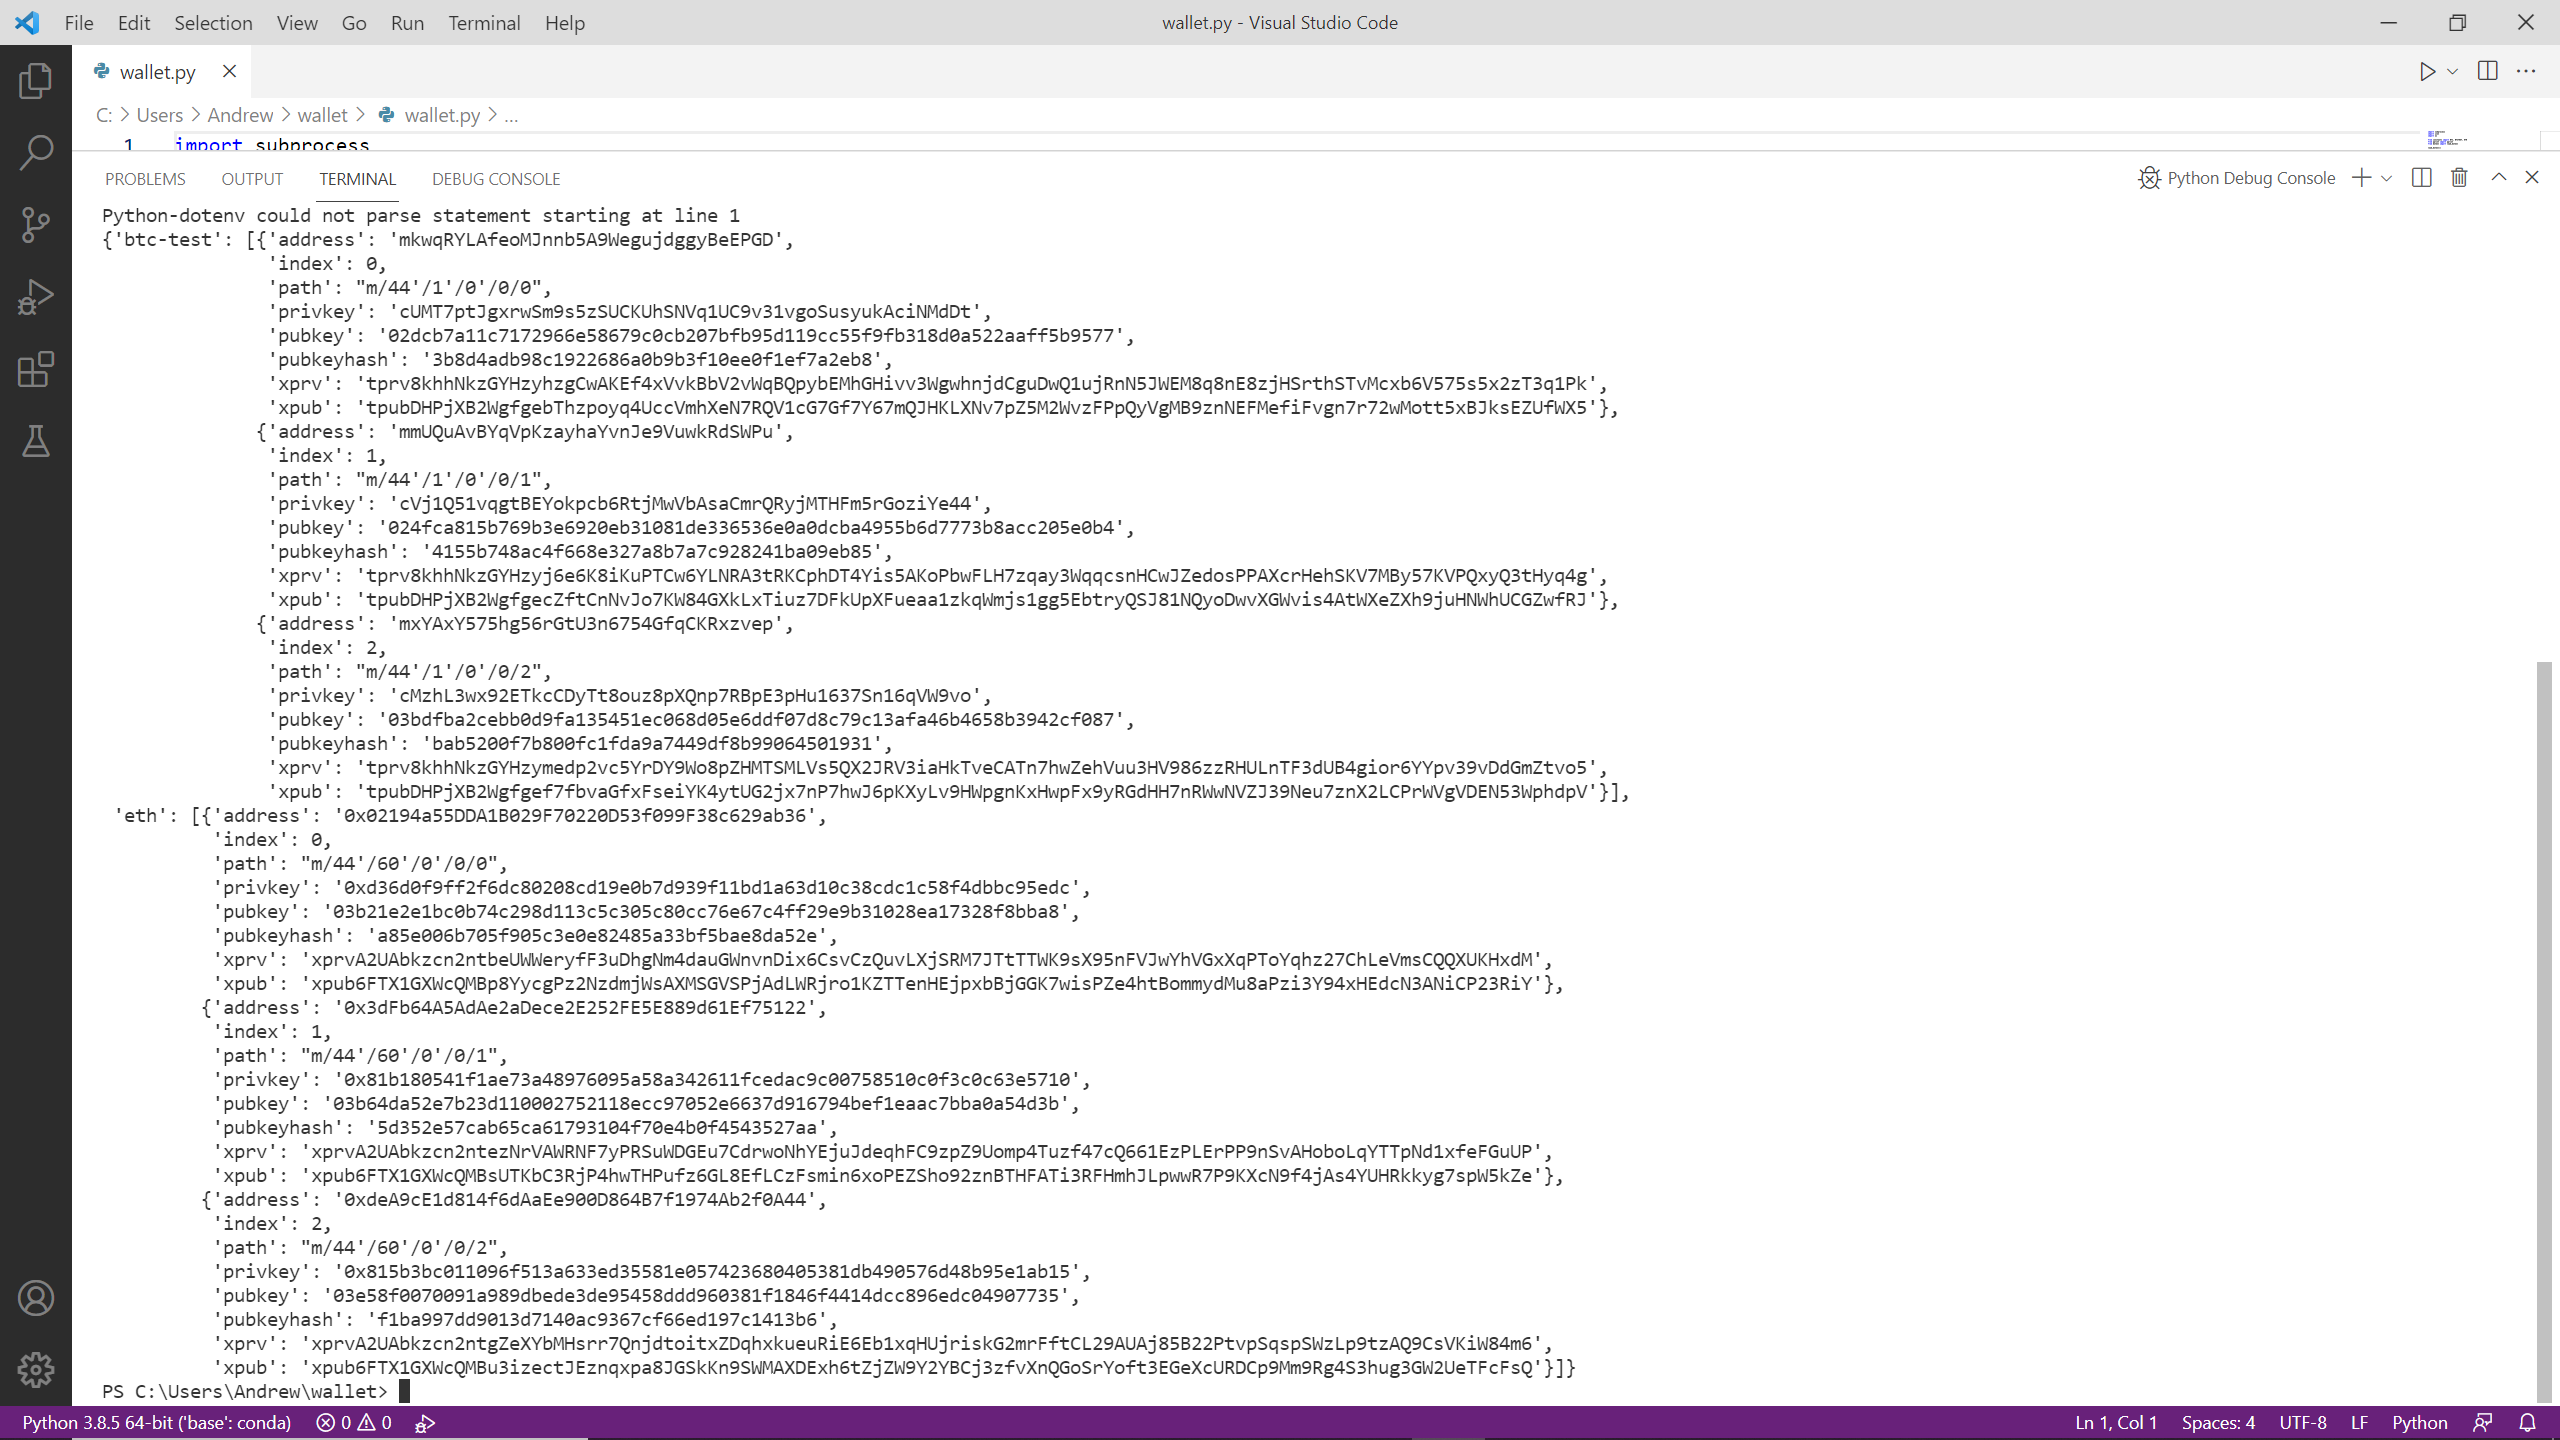 File Edit Selection View Go Run Terminal Help wallet.py - Visual Studio Code
wallet.py
C: > Users > Andrew > wallet > wallet.py > ...
1 import subprocess
PROBLEMS OUTPUT TERMINAL DEBUG CONSOLE Python Debug Console
Python-dotenv could not parse statement starting at line 1
{'btc-test': [{'address': 'mkwqRYLAfeoMJnnb5A9WegujdggyBeEPGD',
'index': 0,
'path': "m/44'/1'/0'/0/0",
'privkey': 'cUMT7ptJgxrwSm9s5zSUCKUhSNVq1UC9v31vgoSusyukAciNMdDt',
'pubkey': '02dcb7a11c7172966e58679c0cb207bfb95d119cc55f9fb318d0a522aaff5b9577',
'pubkeyhash': '3b8d4adb98c1922686a0b9b3f10ee0f1ef7a2eb8',
'xprv': 'tprv8khhNkzGYHzyhzgCwAKEf4xVvkBbV2vWqBQpybEMhGHivv3WgwhnjdCguDwQ1ujRnN5JWEM8q8nE8zjHSrthSTvMcxb6V575s5x2zT3q1Pk',
'xpub': 'tpubDHPjXB2WgfgebThzpoyq4UccVmhXeN7RQV1cG7Gf7Y67mQJHKLXNv7pZ5M2WvzFPpQyVgMB9znNEFMefiFvgn7r72wMott5xBJksEZUfWX5'},
{'address': 'mmUQuAvBYqVpKzayhaYvnJe9VuwkRdSWPu',
'index': 1,
'path': "m/44'/1'/0'/0/1",
'privkey': 'cVj1Q51vqgtBEYokpcb6RtjMwVbAsaCmrQRyjMTHFm5rGoziYe44',
'pubkey': '024fca815b769b3e6920eb31081de336536e0a0dcba4955b6d7773b8acc205e0b4',
'pubkeyhash': '4155b748ac4f668e327a8b7a7c928241ba09eb85',
'xprv': 'tprv8khhNkzGYHzyj6e6K8iKuPTCw6YLNRA3tRKCphDT4Yis5AKoPbwFLH7zqay3WqqcsnHCwJZedosPPAXcrHehSKV7MBy57KVPQxyQ3tHyq4g',
'xpub': 'tpubDHPjXB2WgfgecZftCnNvJo7KW84GXkLxTiuz7DFkUpXFueaa1zkqWmjs1gg5EbtryQSJ81NQyoDwvXGWvis4AtWXeZXh9juHNWhUCGZwfRJ'},
{'address': 'mxYAxY575hg56rGtU3n6754GfqCKRxzvep',
'index': 2,
'path': "m/44'/1'/0'/0/2",
'privkey': 'cMzhL3wx92ETkcCDyTt8ouz8pXQnp7RBpE3pHu1637Sn16qVW9vo',
'pubkey': '03bdfba2cebb0d9fa135451ec068d05e6ddf07d8c79c13afa46b4658b3942cf087',
'pubkeyhash': 'bab5200f7b800fc1fda9a7449df8b99064501931',
'xprv': 'tprv8khhNkzGYHzymedp2vc5YrDY9Wo8pZHMTSMLVs5QX2JRV3iaHkTveCATn7hwZehVuu3HV986zzRHULnTF3dUB4gior6YYpv39vDdGmZtvo5',
'xpub': 'tpubDHPjXB2Wgfgef7fbvaGfxFseiYK4ytUG2jx7nP7hwJ6pKXyLv9HWpgnKxHwpFx9yRGdHH7nRWwNVZJ39Neu7znX2LCPrWVgVDEN53WphdpV'}],
'eth': [{'address': '0x02194a55DDA1B029F70220D53f099F38c629ab36',
'index': 0,
'path': "m/44'/60'/0'/0/0",
'privkey': '0xd36d0f9ff2f6dc80208cd19e0b7d939f11bd1a63d10c38cdc1c58f4dbbc95edc',
'pubkey': '03b21e2e1bc0b74c298d113c5c305c80cc76e67c4ff29e9b31028ea17328f8bba8',
'pubkeyhash': 'a85e006b705f905c3e0e82485a33bf5bae8da52e',
'xprv': 'xprvA2UAbkzcn2ntbeUWWeryfF3uDhgNm4dauGWnvnDix6CsvCzQuvLXjSRM7JTtTTWK9sX95nFVJwYhVGxXqPToYqhz27ChLeVmsCQQXUKHxdM',
'xpub': 'xpub6FTX1GXWcQMBp8YycgPz2NzdmjWsAXMSGVSPjAdLWRjro1KZTTenHEjpxbBjGGK7wisPZe4htBommydMu8aPzi3Y94xHEdcN3ANiCP23RiY'},
{'address': '0x3dFb64A5AdAe2aDece2E252FE5E889d61Ef75122',
'index': 1,
'path': "m/44'/60'/0'/0/1",
'privkey': '0x81b180541f1ae73a48976095a58a342611fcedac9c00758510c0f3c0c63e5710',
'pubkey': '03b64da52e7b23d110002752118ecc97052e6637d916794bef1eaac7bba0a54d3b',
'pubkeyhash': '5d352e57cab65ca61793104f70e4b0f4543527aa',
'xprv': 'xprvA2UAbkzcn2ntezNrVAWRNF7yPRSuWDGEu7CdrwoNhYEjuJdeqhFC9zpZ9Uomp4Tuzf47cQ661EzPLErPP9nSvAHoboLqYTTpNd1xfeFGuUP',
'xpub': 'xpub6FTX1GXWcQMBsUTKbC3RjP4hwTHPufz6GL8EfLCzFsmin6xoPEZSho92znBTHFATi3RFHmhJLpwwR7P9KXcN9f4jAs4YUHRkkyg7spW5kZe'},
{'address': '0xdeA9cE1d814f6dAaEe900D864B7f1974Ab2f0A44',
'index': 2,
'path': "m/44'/60'/0'/0/2",
'privkey': '0x815b3bc011096f513a633ed35581e057423680405381db490576d48b95e1ab15',
'pubkey': '03e58f0070091a989dbede3de95458ddd960381f1846f4414dcc896edc04907735',
'pubkeyhash': 'f1ba997dd9013d7140ac9367cf66ed197c1413b6',
'xprv': 'xprvA2UAbkzcn2ntgZeXYbMHsrr7QnjdtoitxZDqhxkueuRiE6Eb1xqHUjriskG2mrFftCL29AUAj85B22PtvpSqspSWzLp9tzAQ9CsVKiW84m6',
'xpub': 'xpub6FTX1GXWcQMBu3izectJEznqxpa8JGSkKn9SWMAXDExh6tZjZW9Y2YBCj3zfvXnQGoSrYoft3EGeXcURDCp9Mm9Rg4S3hug3GW2UeTFcFsQ'}]}
PS C:\Users\Andrew\wallet>
Python 3.8.5 64-bit ('base': conda) 0 0 Ln 1, Col 1 Spaces: 4 UTF-8 LF Python